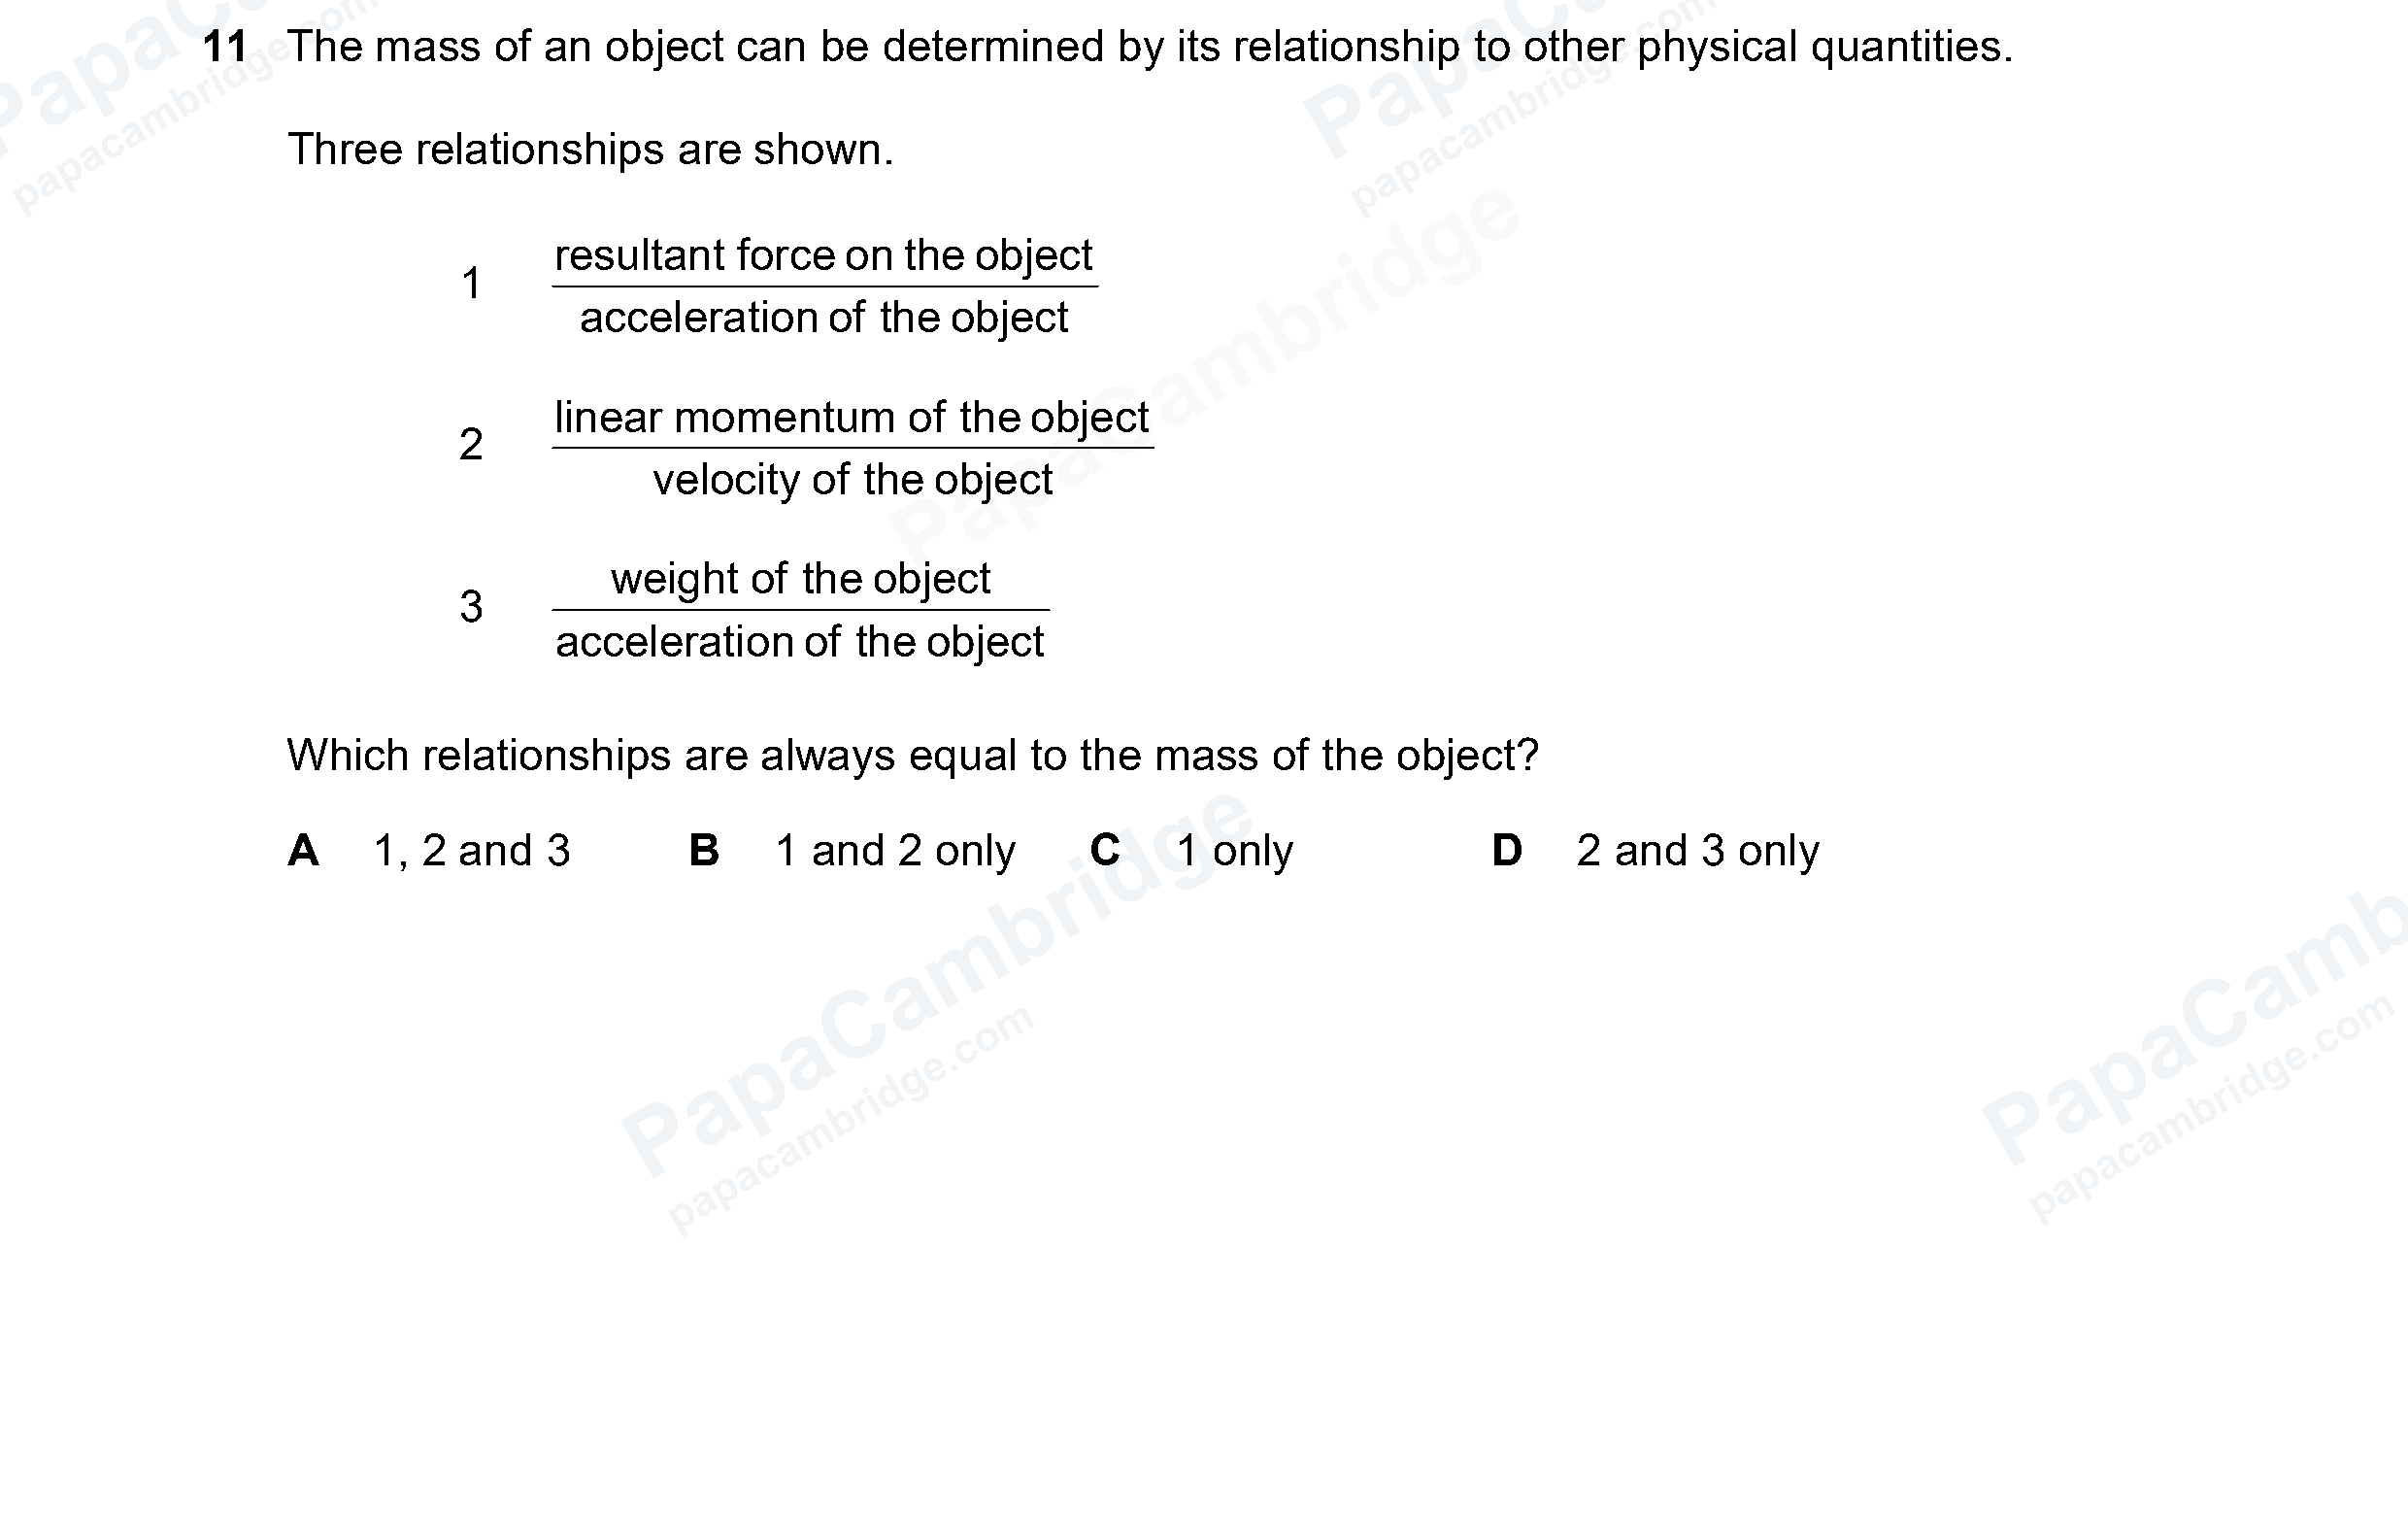 11 The mass of an object can be determined by its relationship to other physical quantities.
Three relationships are shown.
1 resultant force on the object
acceleration of the object
2 linear momentum of the object
velocity of the object
3 weight of the object
acceleration of the object
Which relationships are always equal to the mass of the object?
A 1, 2 and 3 B 1 and 2 only C 1 only D 2 and 3 only
PapaCambridge
papacambridge.com